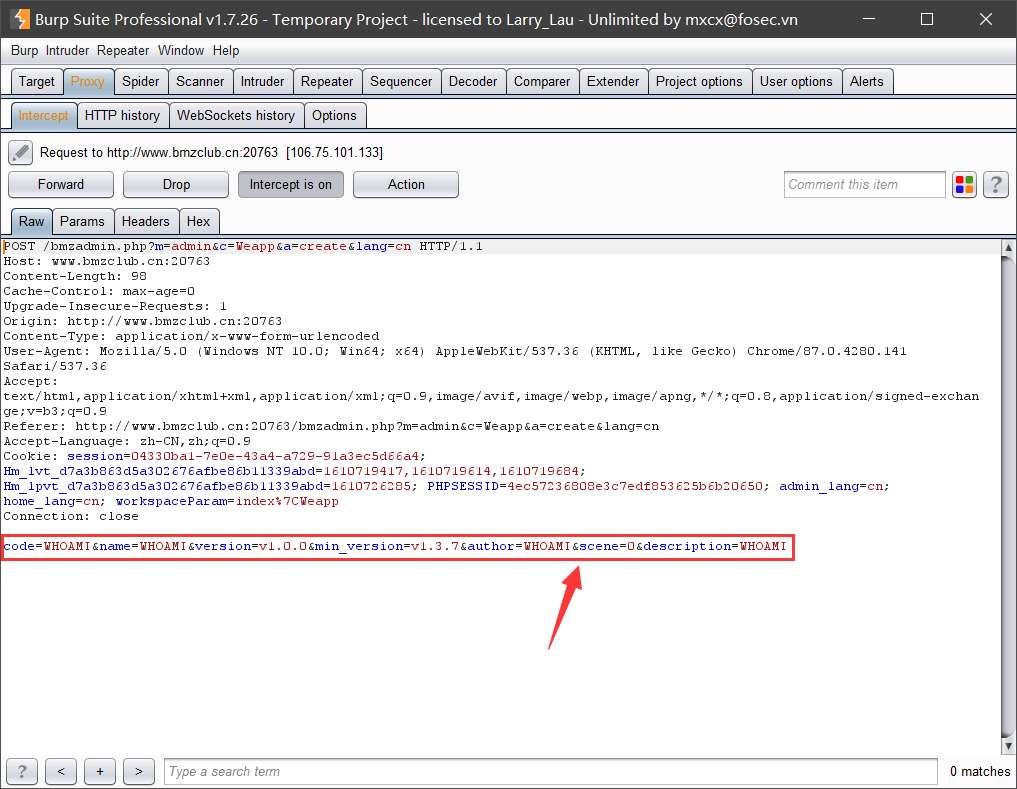 Burp Suite Professional v1.7.26 - Temporary Project - licensed to Larry_Lau - Unlimited by mxcx@fosec.vn
Burp Intruder Repeater Window Help
Target Proxy Spider Scanner Intruder Repeater Sequencer Decoder Comparer Extender Project options User options Alerts
Intercept HTTP history WebSockets history Options
Request to http://www.bmzclub.cn:20763 [106.75.101.133]
Forward Drop Intercept is on Action Comment this item ?
Raw Params Headers Hex
POST /bmzadmin.php?m=admin&c=Weapp&a=create&lang=cn HTTP/1.1
Host: www.bmzclub.cn:20763
Content-Length: 98
Cache-Control: max-age=0
Upgrade-Insecure-Requests: 1
Origin: http://www.bmzclub.cn:20763
Content-Type: application/x-www-form-urlencoded
User-Agent: Mozilla/5.0 (Windows NT 10.0; Win64; x64) AppleWebKit/537.36 (KHTML, like Gecko) Chrome/87.0.4280.141
Safari/537.36
Accept:
text/html,application/xhtml+xml,application/xml;q=0.9,image/avif,image/webp,image/apng,*/*;q=0.8,application/signed-exchan
ge;v=b3;q=0.9
Referer: http://www.bmzclub.cn:20763/bmzadmin.php?m=admin&c=Weapp&a=create&lang=cn
Accept-Language: zh-CN,zh;q=0.9
Cookie: session=04330ba1-7e0e-43a4-a729-91a3ec5d66a4;
Hm_lvt_d7a3b863d5a302676afbe86b11339abd=1610719417,1610719614,1610719684;
Hm_lpvt_d7a3b863d5a302676afbe86b11339abd=1610726285; PHPSESSID=4ec57236808e3c7edf853625b6b20650; admin_lang=cn;
home_lang=cn; workspaceParam=index%7CWeapp
Connection: close
code=WHOAMI&name=WHOAMI&version=v1.0.0&min_version=v1.3.7&author=WHOAMI&scene=0&description=WHOAMI
? < + > Type a search term 0 matches